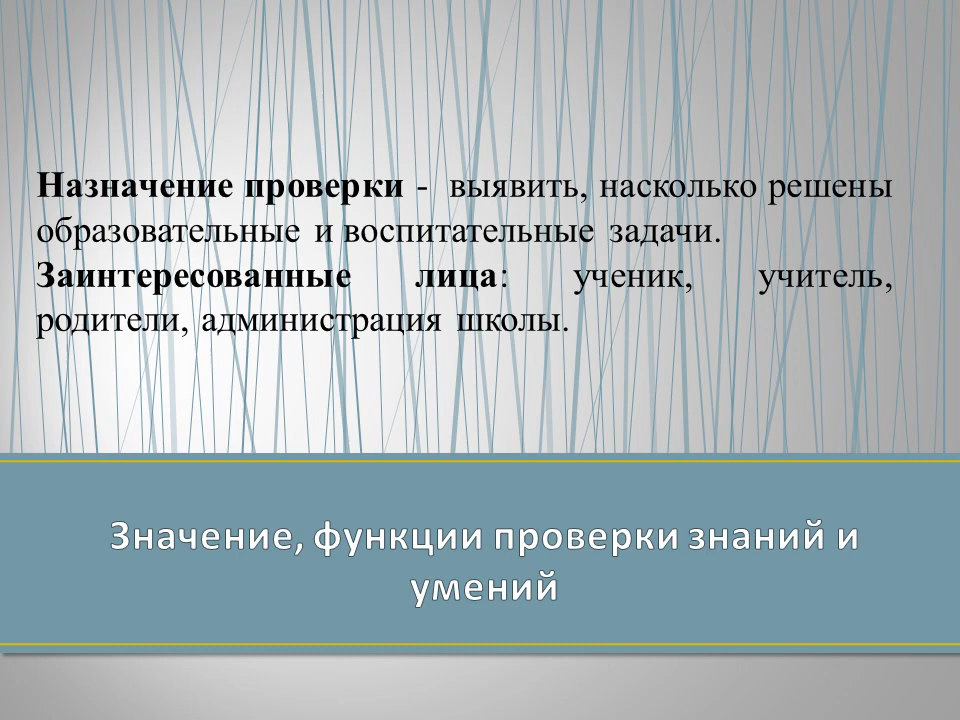 Назначение проверки - выявить, насколько решены
образовательные и воспитательные задачи.
Заинтересованные лица: ученик, учитель,
родители, администрация школы.
Значение, функции проверки знаний и
умений